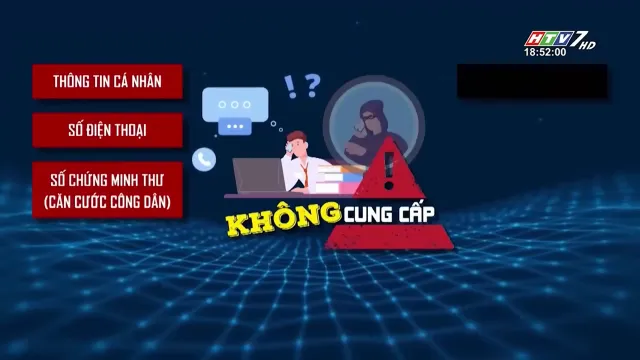 HTV7 HD
18:52:00
THÔNG TIN CÁ NHÂN
SỐ ĐIỆN THOẠI
SỐ CHỨNG MINH THƯ
(CĂN CƯỚC CÔNG DÂN)
!?
!
KHÔNG CUNG CẤP